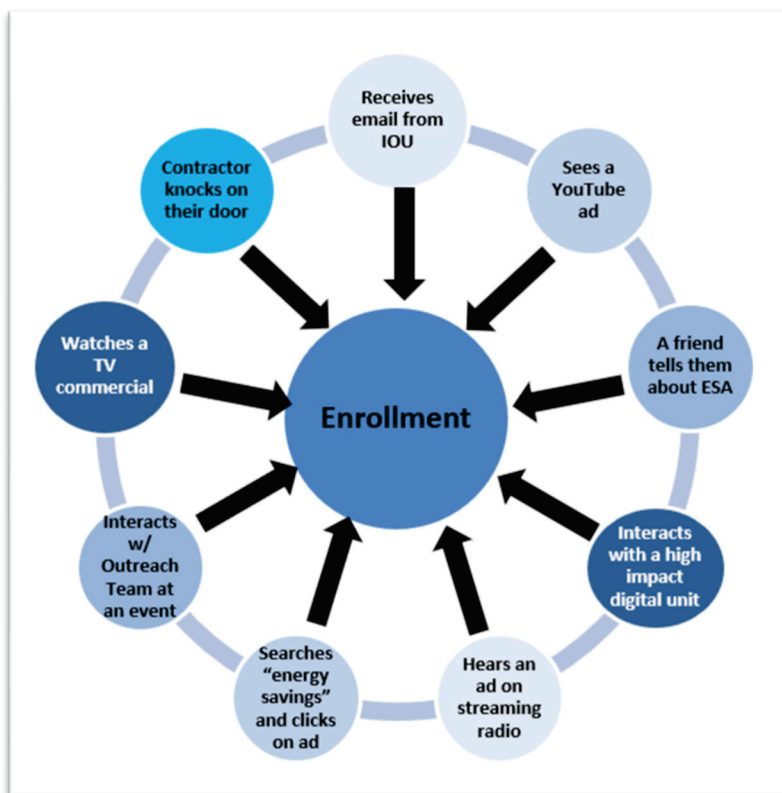 Receives
email from
IOU
Sees a
YouTube
ad
A friend
tells them
about ESA
Interacts
with a high
impact
digital unit
Hears an
ad on
streaming
radio
Searches
“energy
savings”
and clicks
on ad
Interacts
w/
Outreach
Team at
an event
Watches a
TV
commercial
Contractor
knocks on
their door
Enrollment